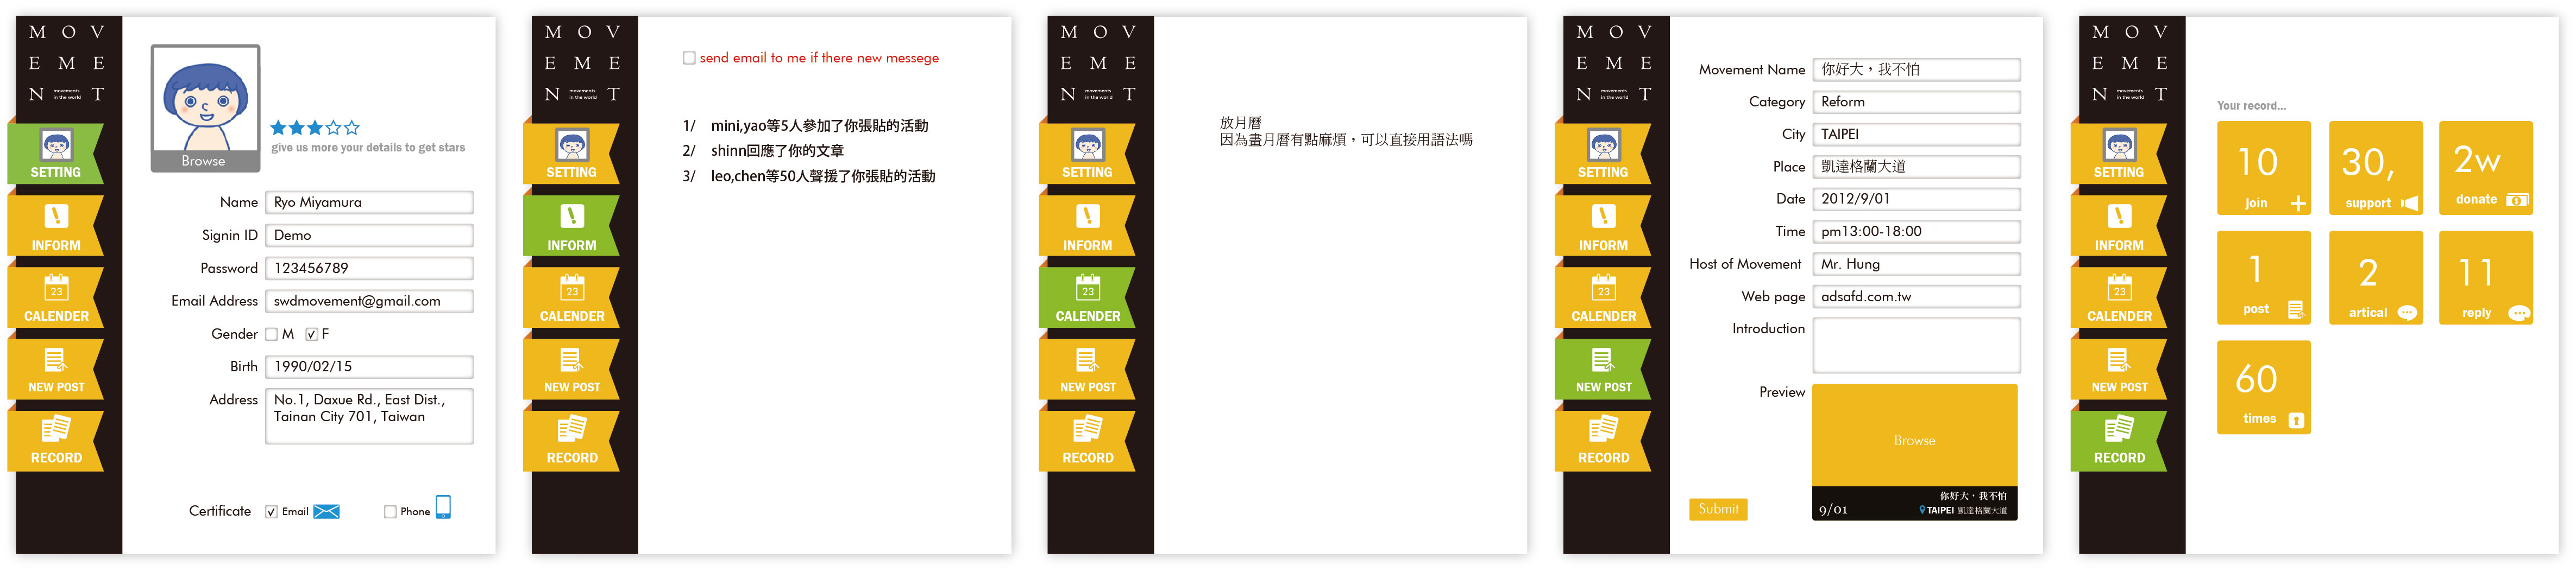 M O V
E M E
N movements in the world T
SETTING
INFORM
23
CALENDER
NEW POST
RECORD
Browse
give us more your details to get stars
Name Ryo Miyamura
Signin ID Demo
Password 123456789
Email Address swdmovement@gmail.com
Gender M F
Birth 1990/02/15
Address No.1, Daxue Rd., East Dist.,
Tainan City 701, Taiwan
Certificate Email Phone
M O V
E M E
N movements in the world T
SETTING
INFORM
23
CALENDER
NEW POST
RECORD
send email to me if there new messege
1/ mini,yao等5人參加了你張貼的活動
2/ shinn回應了你的文章
3/ leo,chen等50人聲援了你張貼的活動
M O V
E M E
N movements in the world T
SETTING
INFORM
23
CALENDER
NEW POST
RECORD
放月曆
因為畫月曆有點麻煩，可以直接用語法嗎
M O V
E M E
N movements in the world T
SETTING
INFORM
23
CALENDER
NEW POST
RECORD
Movement Name 你好大，我不怕
Category Reform
City TAIPEI
Place 凱達格蘭大道
Date 2012/9/01
Time pm13:00-18:00
Host of Movement Mr. Hung
Web page adsafd.com.tw
Introduction
Preview
Browse
你好大，我不怕
9/01 TAIPEI 凱達格蘭大道
Submit
M O V
E M E
N movements in the world T
SETTING
INFORM
23
CALENDER
NEW POST
RECORD
Your record...
10
join
30,
support
2w
donate
1
post
2
artical
11
reply
60
times